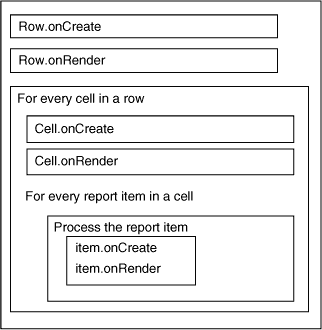 Row.onCreate
Row.onRender
For every cell in a row
Cell.onCreate
Cell.onRender
For every report item in a cell
Process the report item
item.onCreate
item.onRender